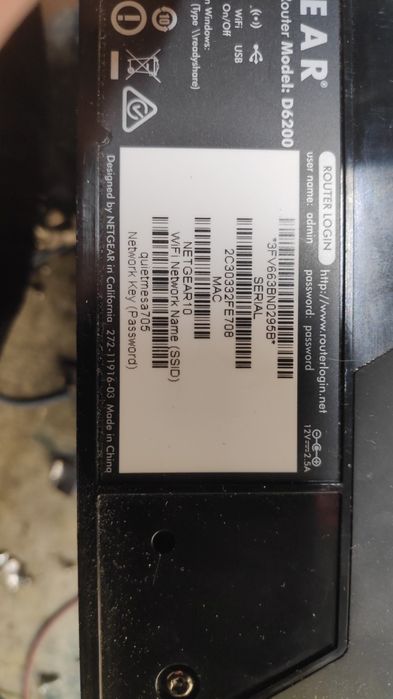 GEAR®
Router Model: D6200
WiFi USB
On/Off
n Windows:
(Type \\readyshare)
10
ROUTER LOGIN http://www.routerlogin.net
user name: admin password: password
12V 2.5A
*3FV663BN0295B*
SERIAL
2C30332FE708
MAC
NETGEAR10
WiFi Network Name (SSID)
quietmesa705
Network Key (Password)
Designed by NETGEAR in California 272-11916-03 Made in China